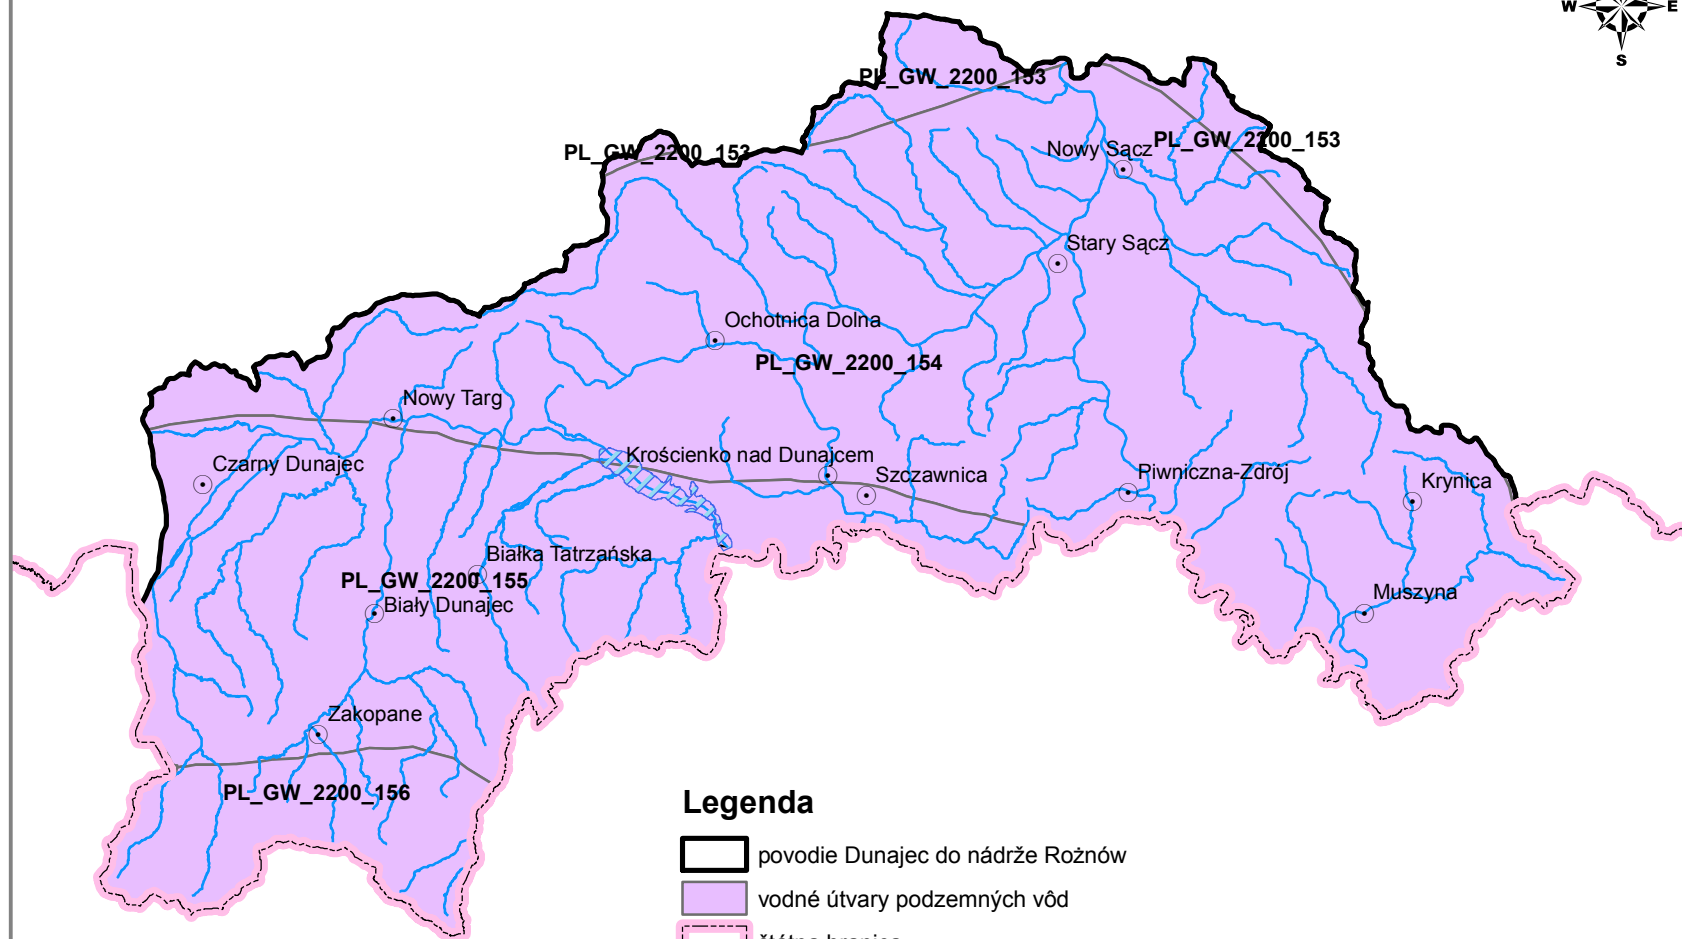 W E
S
PL_GW_2200_153
PL_GW_2200_153
PL_GW_2200_153
Nowy Sącz
Stary Sącz
Ochotnica Dolna
PL_GW_2200_154
Nowy Targ
Czarny Dunajec
Krościenko nad Dunajcem
Szczawnica
Piwniczna-Zdrój
Krynica
Białka Tatrzańska
PL_GW_2200_155
Biały Dunajec
Muszyna
Zakopane
PL_GW_2200_156
Legenda
povodie Dunajec do nádrže Rożnów
vodné útvary podzemných vôd
štátna hranica